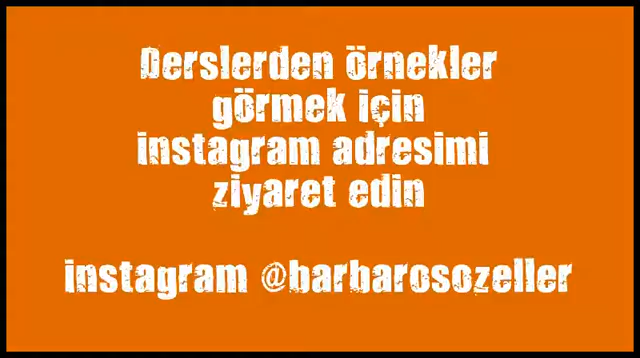 Derslerden örnekler
görmek için
instagram adresimi
ziyaret edin
instagram @barbarosozeller